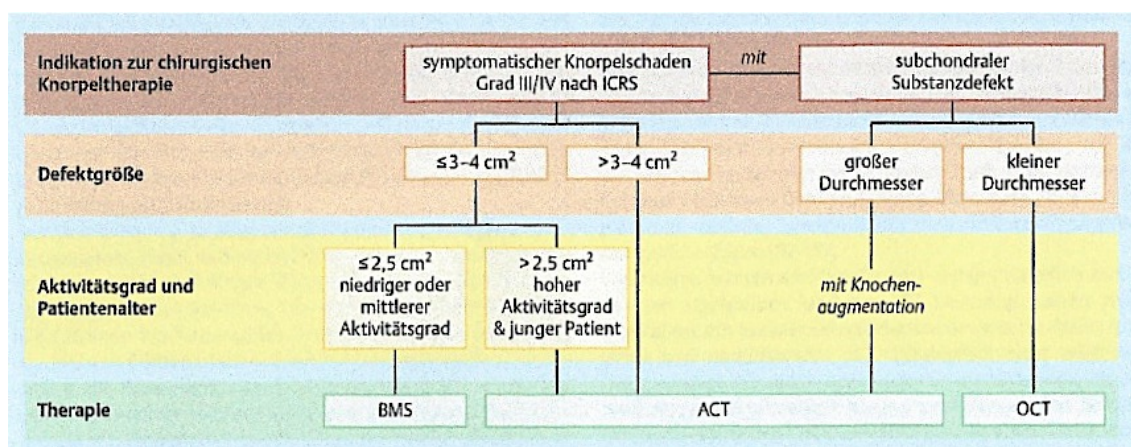 Indikation zur chirurgischen
Knorpeltherapie
symptomatischer Knorpelschaden
Grad III/IV nach ICRS
mit
subchondraler
Substanzdefekt
Defektgröße
≤3–4 cm²
>3–4 cm²
großer
Durchmesser
kleiner
Durchmesser
Aktivitätsgrad und
Patientenalter
≤2,5 cm²
niedriger oder
mittlerer
Aktivitätsgrad
>2,5 cm²
hoher
Aktivitätsgrad
& junger Patient
mit Knochen-
augmentation
Therapie
BMS
ACT
OCT